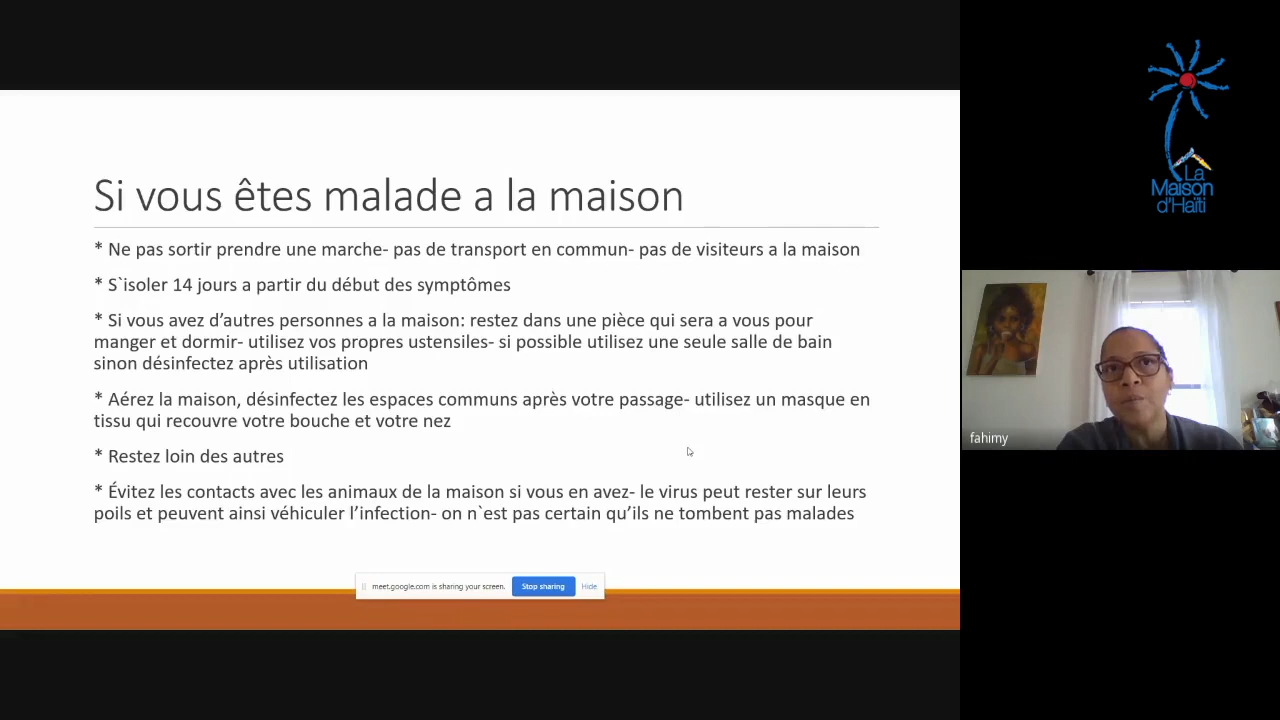 Si vous êtes malade a la maison
* Ne pas sortir prendre une marche- pas de transport en commun- pas de visiteurs a la maison
* S`isoler 14 jours a partir du début des symptômes
* Si vous avez d’autres personnes a la maison: restez dans une pièce qui sera a vous pour
manger et dormir- utilisez vos propres ustensiles- si possible utilisez une seule salle de bain
sinon désinfectez après utilisation
* Aérez la maison, désinfectez les espaces communs après votre passage- utilisez un masque en
tissu qui recouvre votre bouche et votre nez
* Restez loin des autres
* Évitez les contacts avec les animaux de la maison si vous en avez- le virus peut rester sur leurs
poils et peuvent ainsi véhiculer l’infection- on n`est pas certain qu’ils ne tombent pas malades
meet.google.com is sharing your screen. Stop sharing Hide
La
Maison
d'Haïti
fahimy